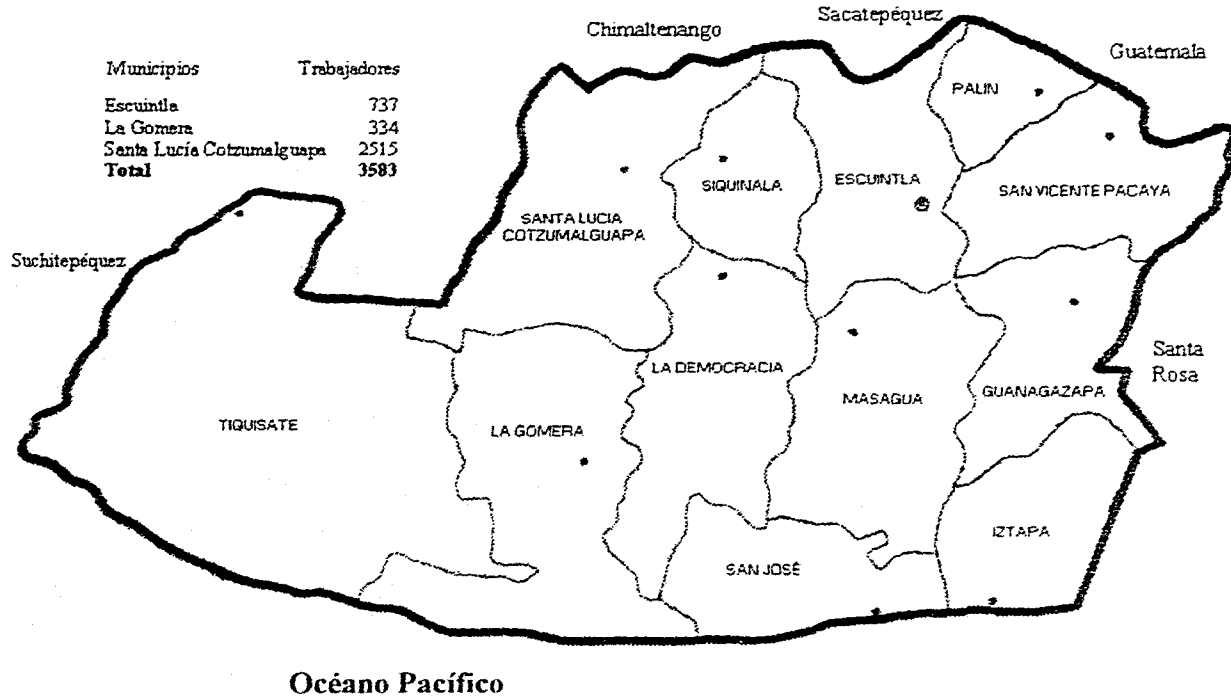 Chimaltenango
Sacatepéquez
Guatemala
Municipios Trabajadores
Escuintla 737
La Gomera 334
Santa Lucía Cotzumalguapa 2515
Total 3583
PALIN
SIQUINALA
ESCUINTLA
SAN VICENTE PACAYA
SANTA LUCIA
COTZUMALGUAPA
Suchitepéquez
Santa
Rosa
LA DEMOCRACIA
MASAGUA
GUANAGAZAPA
TIQUISATE
LA GOMERA
IZTAPA
SAN JOSÉ
Océano Pacífico